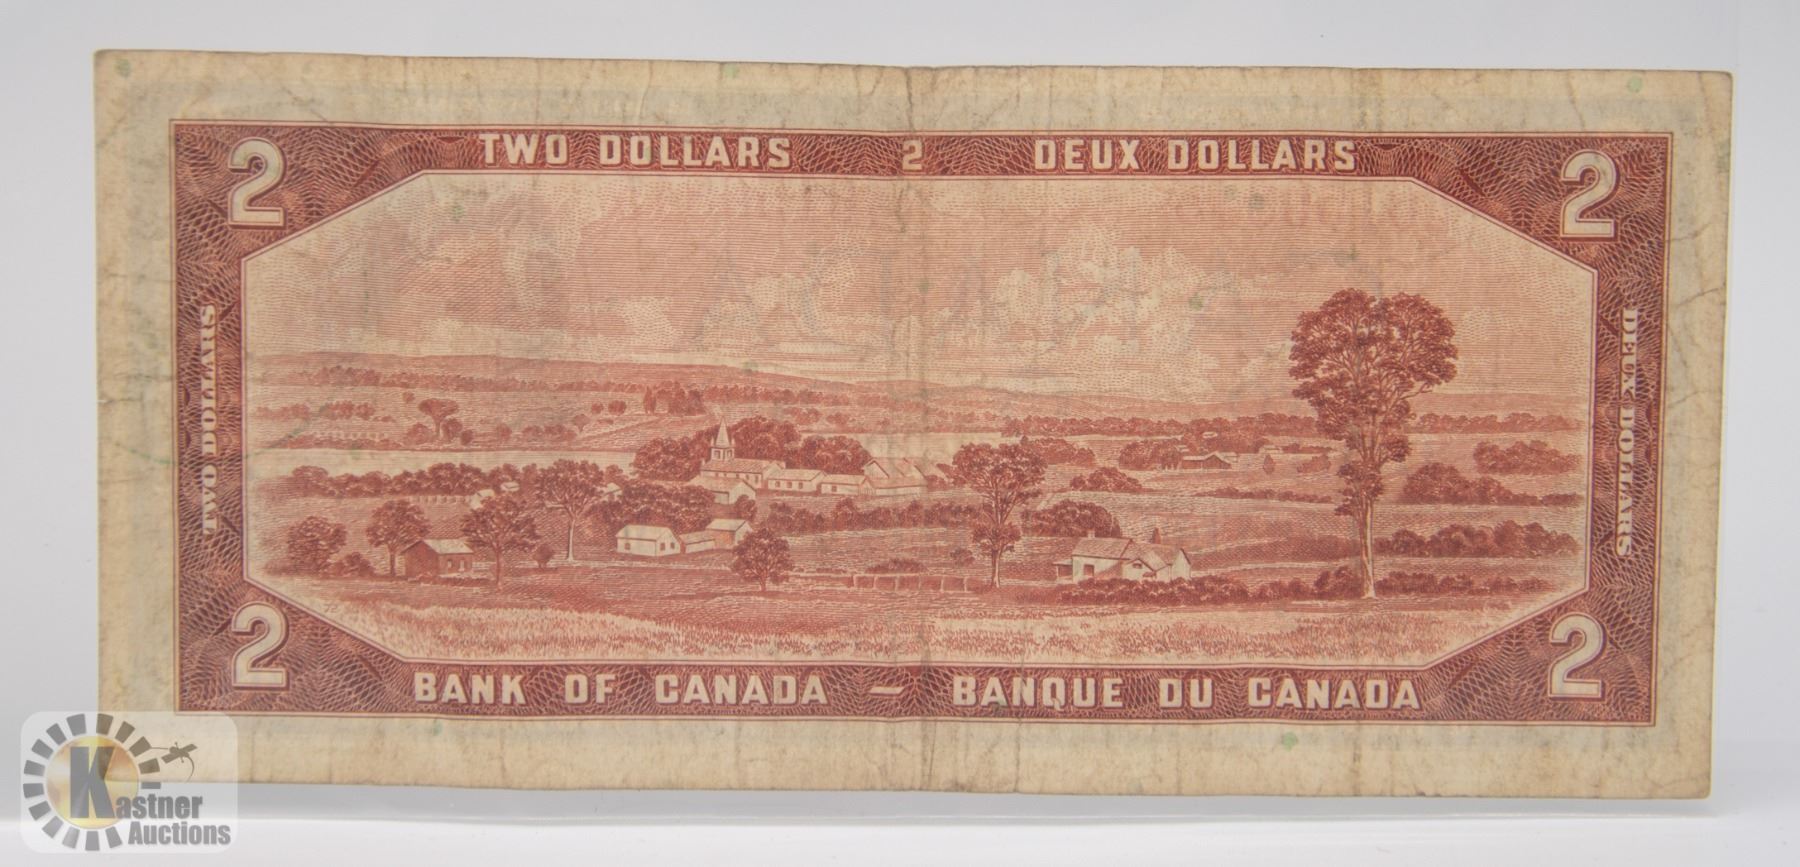 TWO DOLLARS 2 DEUX DOLLARS
2 2
TWO DOLLARS
DEUX DOLLARS
2 2
BANK OF CANADA – BANQUE DU CANADA
Kastner
Auctions